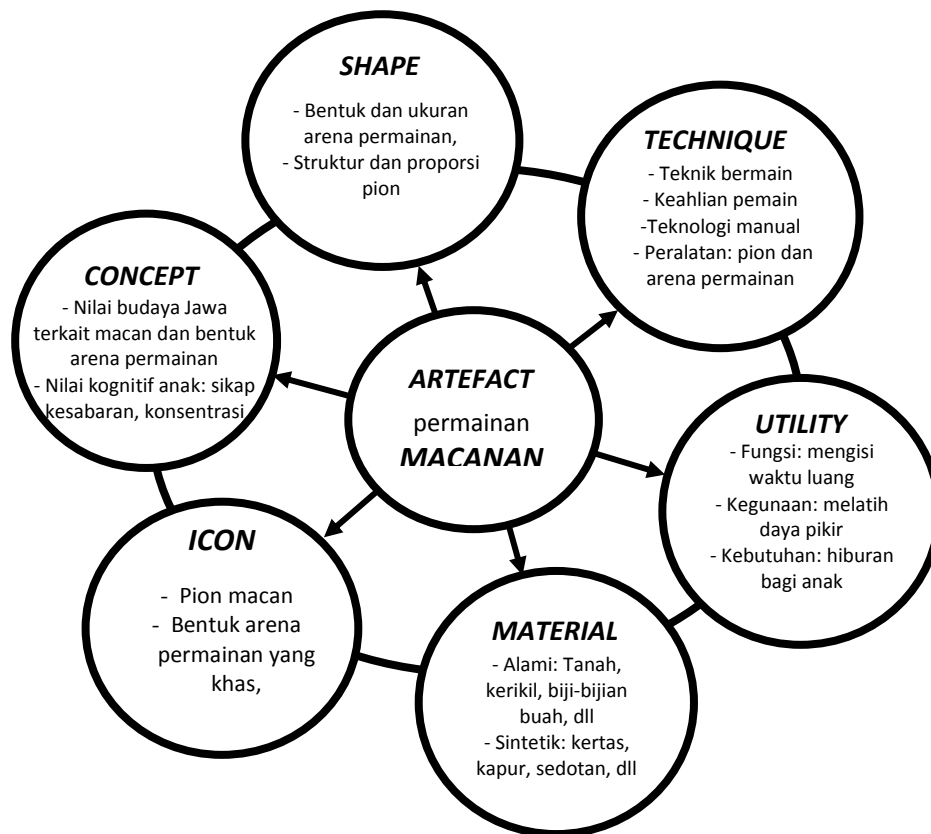 SHAPE
- Bentuk dan ukuran
arena permainan,
- Struktur dan proporsi
pion
TECHNIQUE
- Teknik bermain
- Keahlian pemain
-Teknologi manual
- Peralatan: pion dan
arena permainan
CONCEPT
- Nilai budaya Jawa
terkait macan dan bentuk
arena permainan
- Nilai kognitif anak: sikap
kesabaran, konsentrasi
ARTEFACT
permainan
MACANAN
UTILITY
- Fungsi: mengisi
waktu luang
- Kegunaan: melatih
daya pikir
- Kebutuhan: hiburan
bagi anak
ICON
- Pion macan
- Bentuk arena
permainan yang
khas,
MATERIAL
- Alami: Tanah,
kerikil, biji-bijian
buah, dll
- Sintetik: kertas,
kapur, sedotan, dll